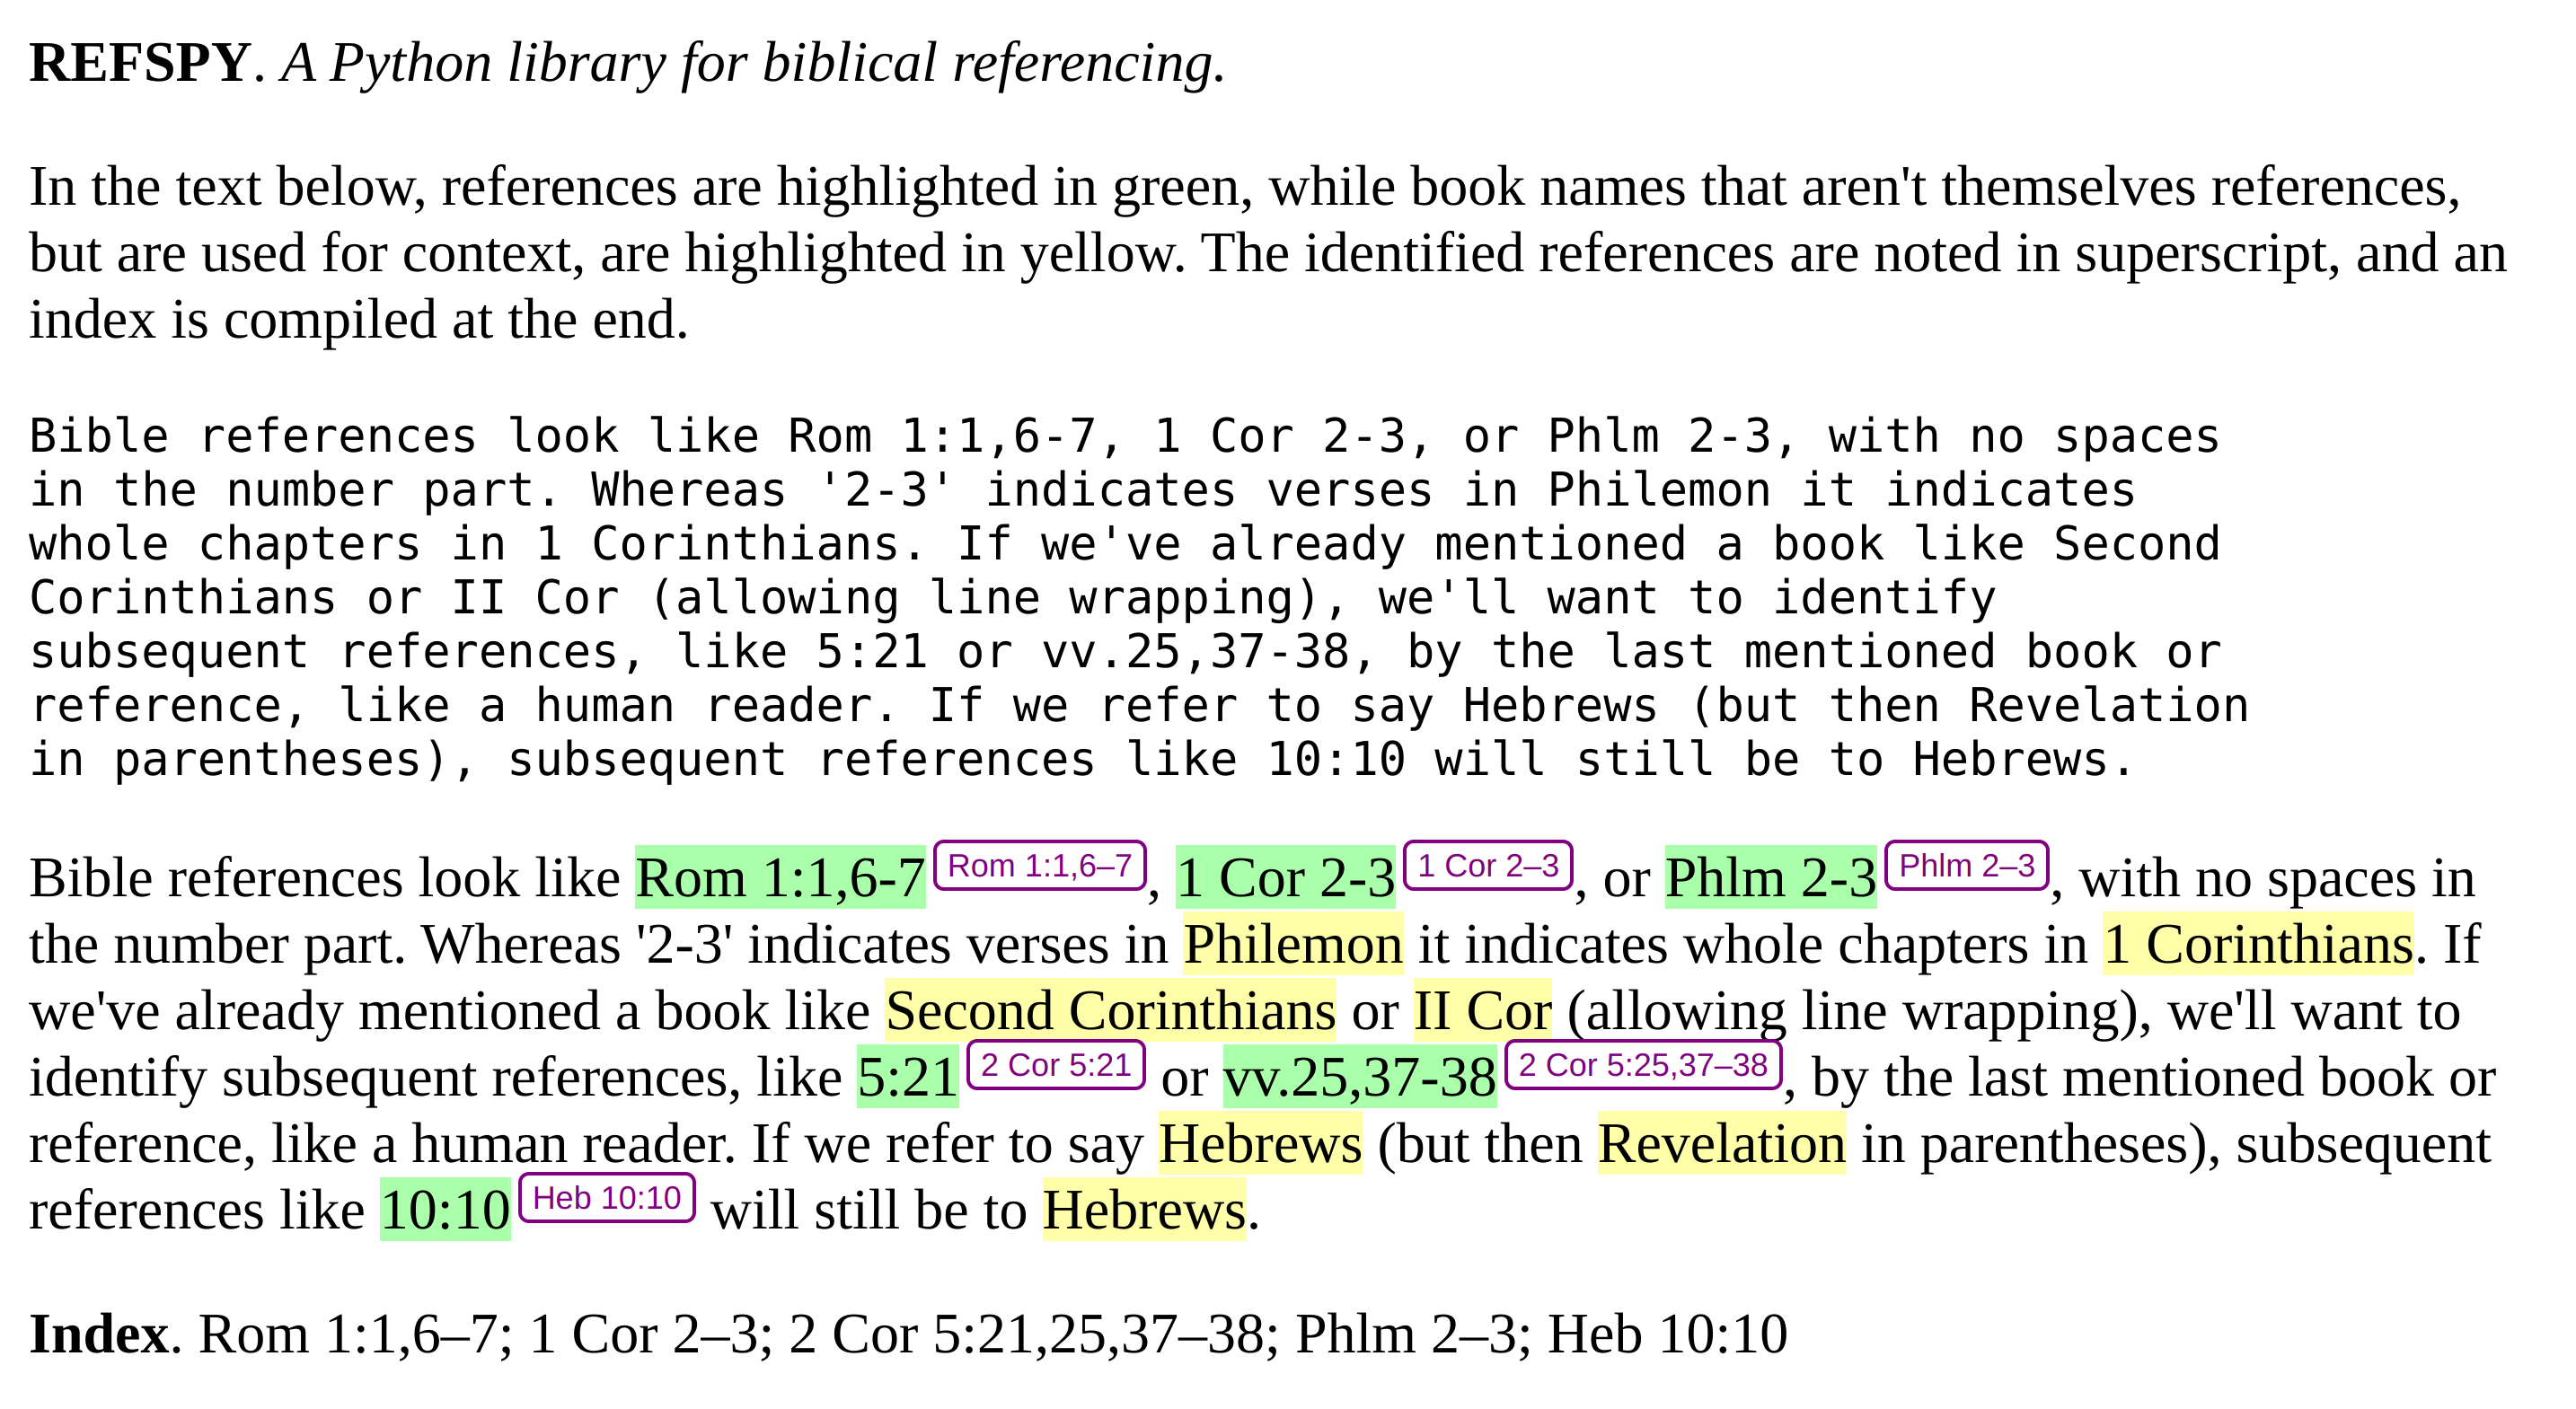 REFSPY. A Python library for biblical referencing.
In the text below, references are highlighted in green, while book names that aren't themselves references,
but are used for context, are highlighted in yellow. The identified references are noted in superscript, and an
index is compiled at the end.
Bible references look like Rom 1:1,6-7, 1 Cor 2-3, or Phlm 2-3, with no spaces
in the number part. Whereas '2-3' indicates verses in Philemon it indicates
whole chapters in 1 Corinthians. If we've already mentioned a book like Second
Corinthians or II Cor (allowing line wrapping), we'll want to identify
subsequent references, like 5:21 or vv.25,37-38, by the last mentioned book or
reference, like a human reader. If we refer to say Hebrews (but then Revelation
in parentheses), subsequent references like 10:10 will still be to Hebrews.
Bible references look like Rom 1:1,6-7 Rom 1:1,6–7, 1 Cor 2-3 1 Cor 2–3, or Phlm 2-3 Phlm 2–3, with no spaces in
the number part. Whereas '2-3' indicates verses in Philemon it indicates whole chapters in 1 Corinthians. If
we've already mentioned a book like Second Corinthians or II Cor (allowing line wrapping), we'll want to
identify subsequent references, like 5:21 2 Cor 5:21 or vv.25,37-38 2 Cor 5:25,37–38, by the last mentioned book or
reference, like a human reader. If we refer to say Hebrews (but then Revelation in parentheses), subsequent
references like 10:10 Heb 10:10 will still be to Hebrews.
Index. Rom 1:1,6–7; 1 Cor 2–3; 2 Cor 5:21,25,37–38; Phlm 2–3; Heb 10:10